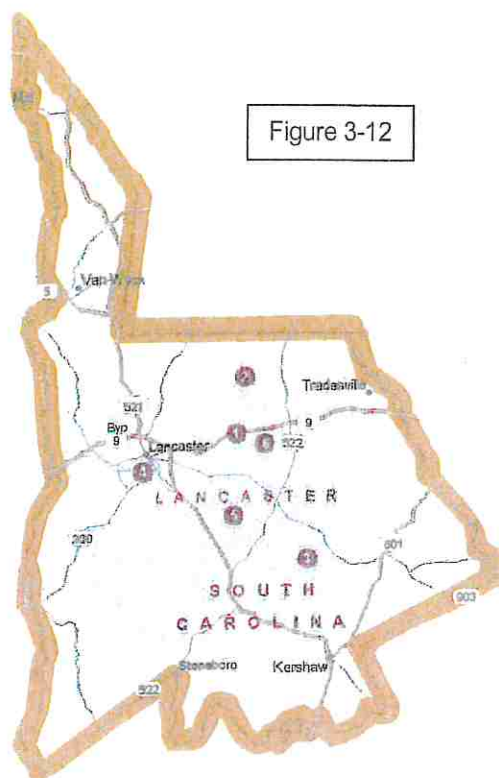 Figure 3-12
5
Van Wyck
Tradesville
521
Byp
9
9
522
Lancaster
LANCASTER
200
601
SOUTH
903
CAROLINA
Stoneboro
Kershaw
522